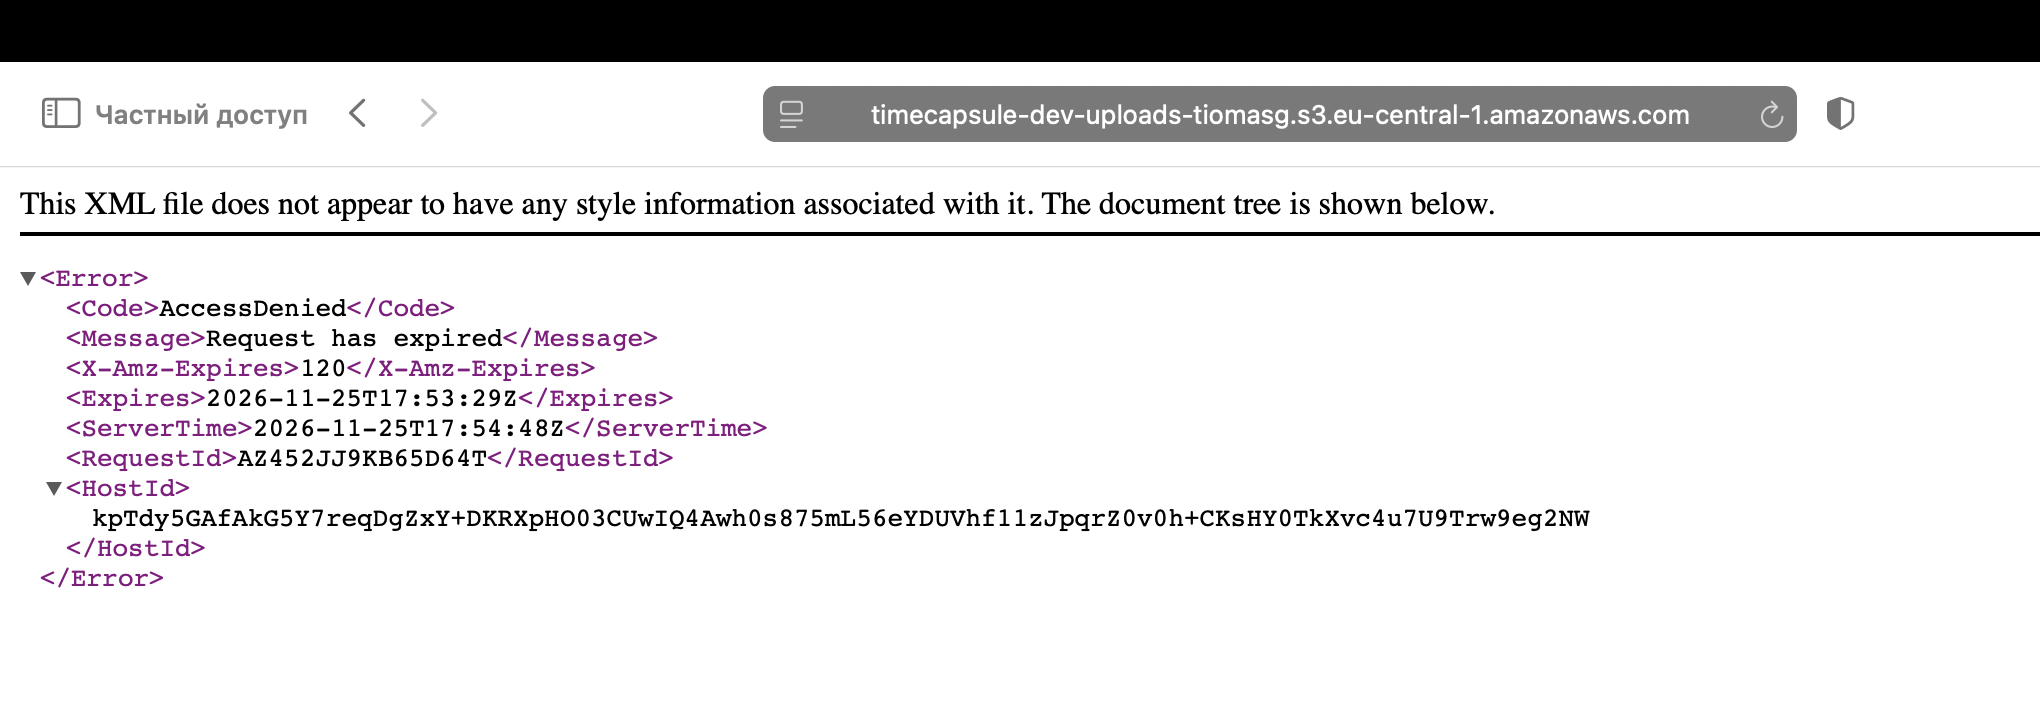 Частный доступ
timecapsule-dev-uploads-tiomasg.s3.eu-central-1.amazonaws.com
This XML file does not appear to have any style information associated with it. The document tree is shown below.
▼<Error>
<Code>AccessDenied</Code>
<Message>Request has expired</Message>
<X-Amz-Expires>120</X-Amz-Expires>
<Expires>2026-11-25T17:53:29Z</Expires>
<ServerTime>2026-11-25T17:54:48Z</ServerTime>
<RequestId>AZ452JJ9KB65D64T</RequestId>
▼<HostId>
kpTdy5GAfAkG5Y7reqDgZxY+DKRXpHO03CUwIQ4Awh0s875mL56eYDUVhf11zJpqrZ0v0h+CKsHY0TkXvc4u7U9Trw9eg2NW
</HostId>
</Error>